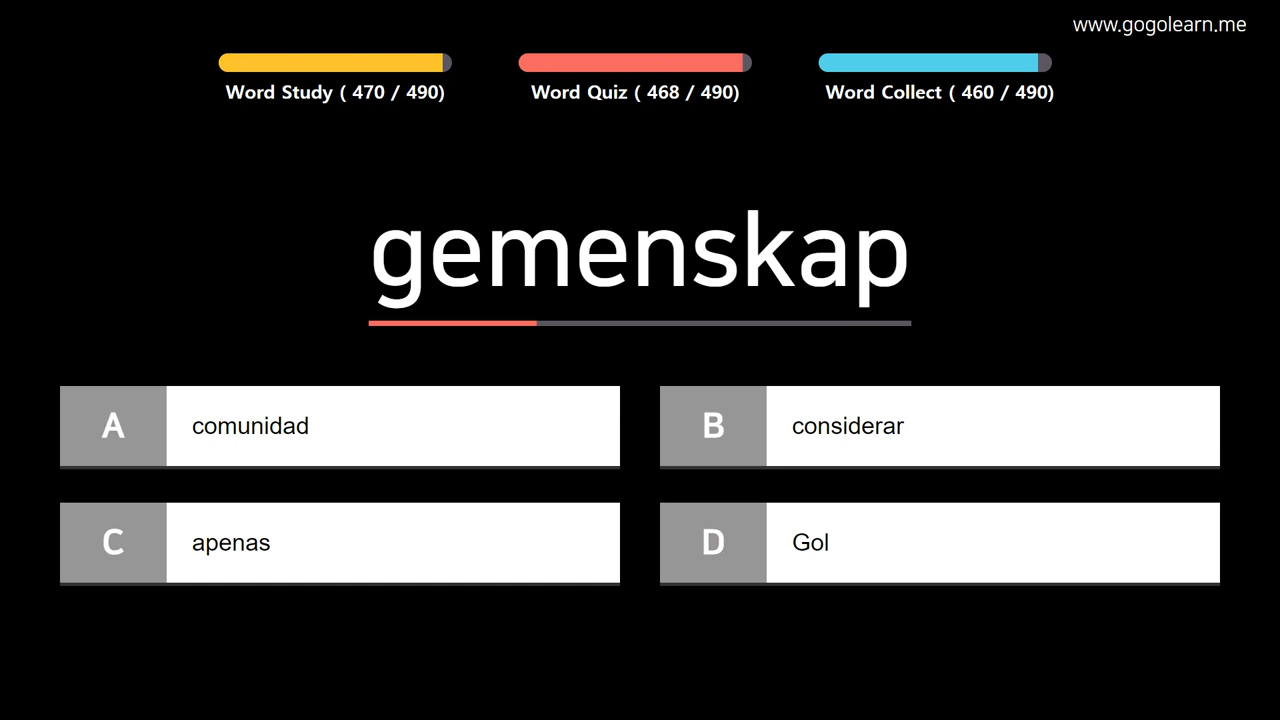 www.gogolearn.me
Word Study ( 470 / 490)
Word Quiz ( 468 / 490)
Word Collect ( 460 / 490)
gemenskap
A comunidad
B considerar
C apenas
D Gol